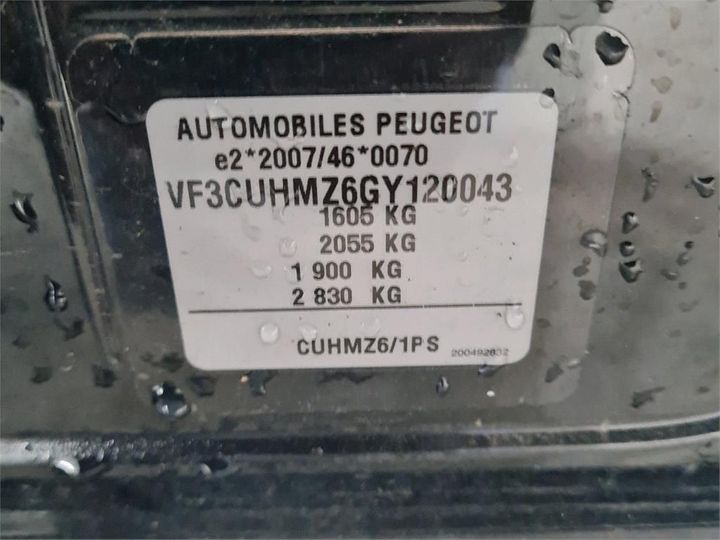 AUTOMOBILES PEUGEOT
e2*2007/46*0070
VF3CUHMZ6GY120043
1605 KG
2055 KG
1 900 KG
2 830 KG
CUHMZ6/1PS 200492832